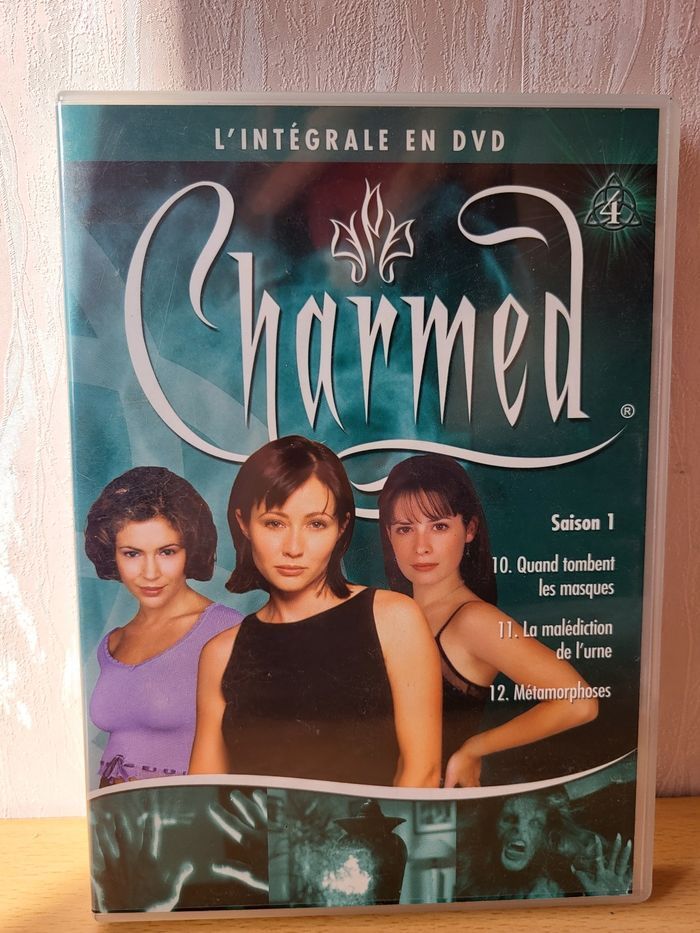 L'INTÉGRALE EN DVD
4
Charmed
®
Saison 1
10. Quand tombent
les masques
11. La malédiction
de l'urne
12. Métamorphoses